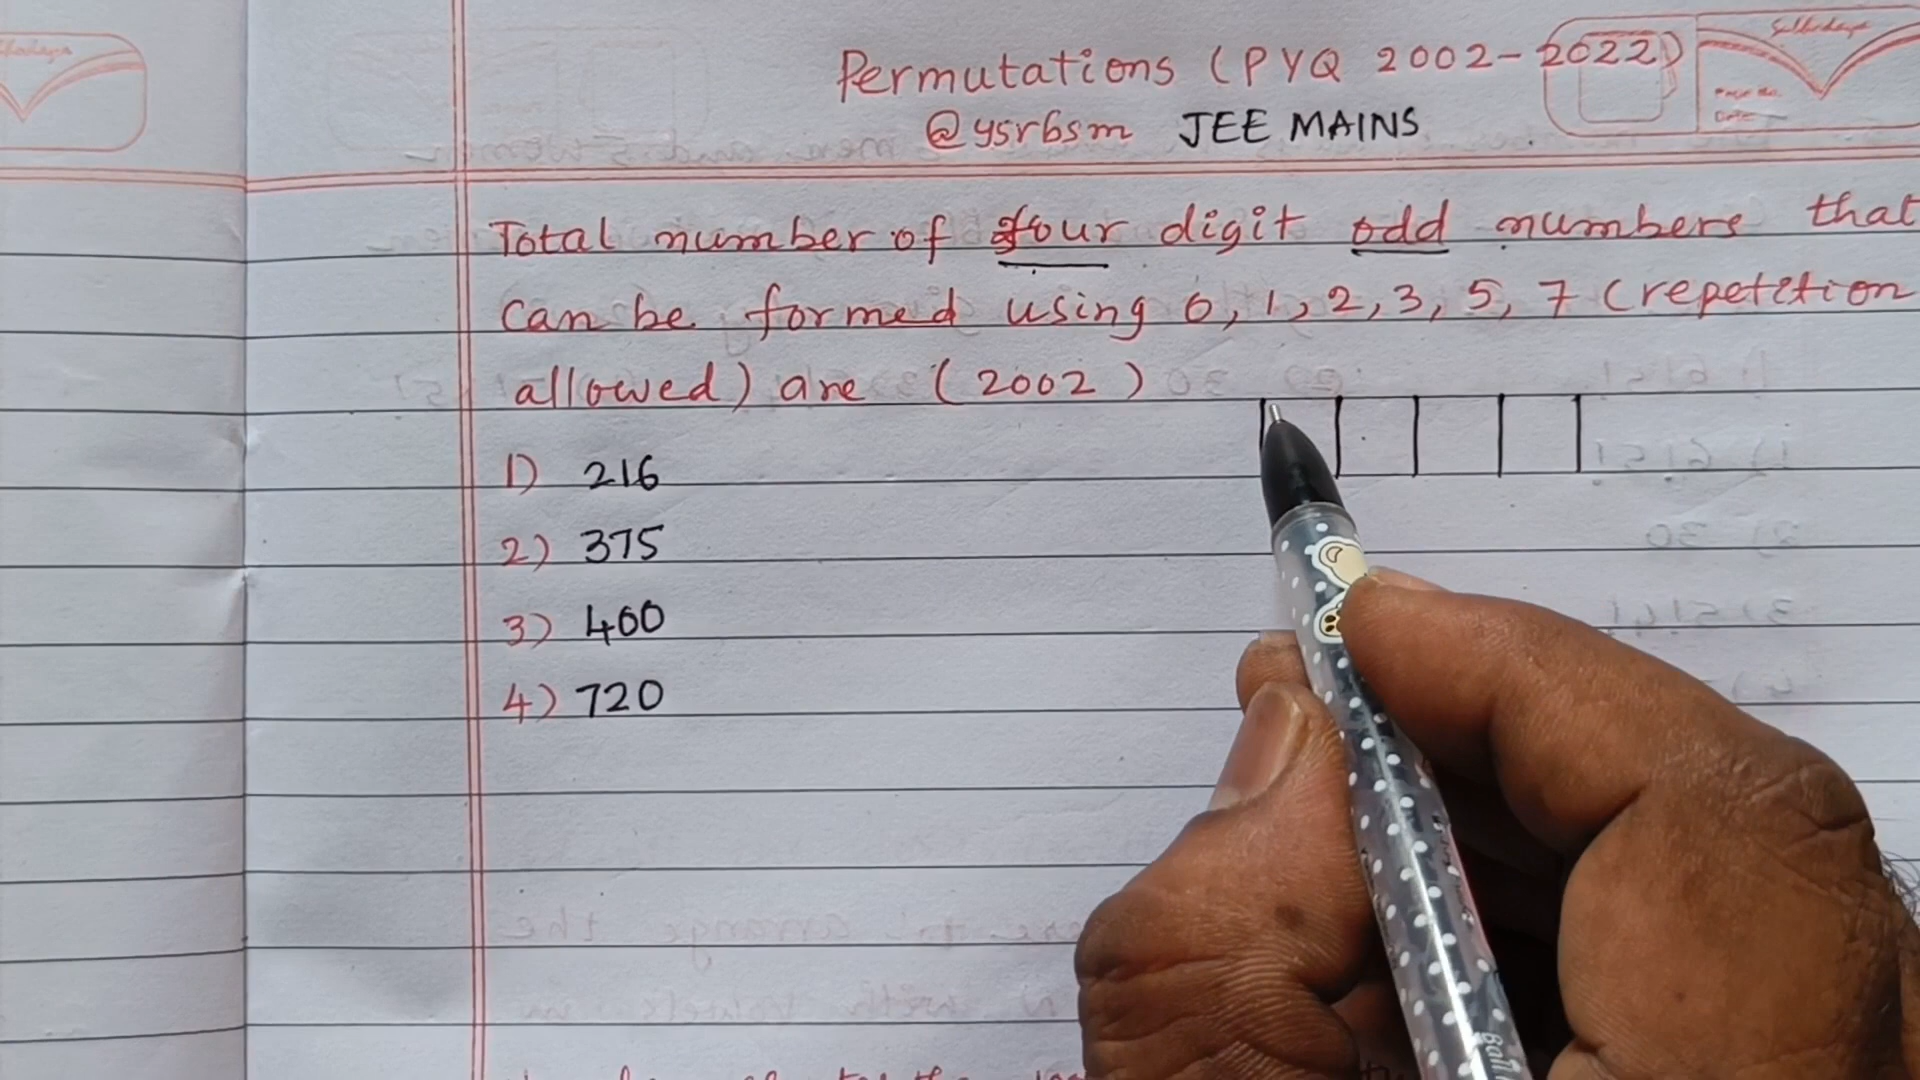 Permutations (PYQ 2002-2022)
@ysrbsm JEE MAINS
Total number of four digit odd numbers that
can be formed using 0, 1, 2, 3, 5, 7 (repetition
allowed) are (2002)
1) 216
2) 375
3) 400
4) 720